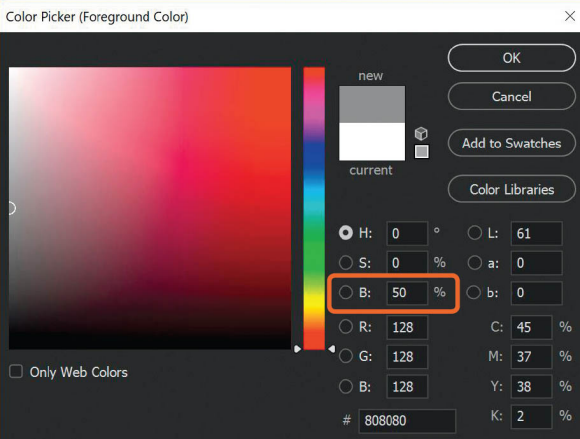 Color Picker (Foreground Color)
new
current
OK
Cancel
Add to Swatches
Color Libraries
H: 0 °
S: 0 %
B: 50 %
R: 128
G: 128
B: 128
# 808080
L: 61
a: 0
b: 0
C: 45 %
M: 37 %
Y: 38 %
K: 2 %
Only Web Colors